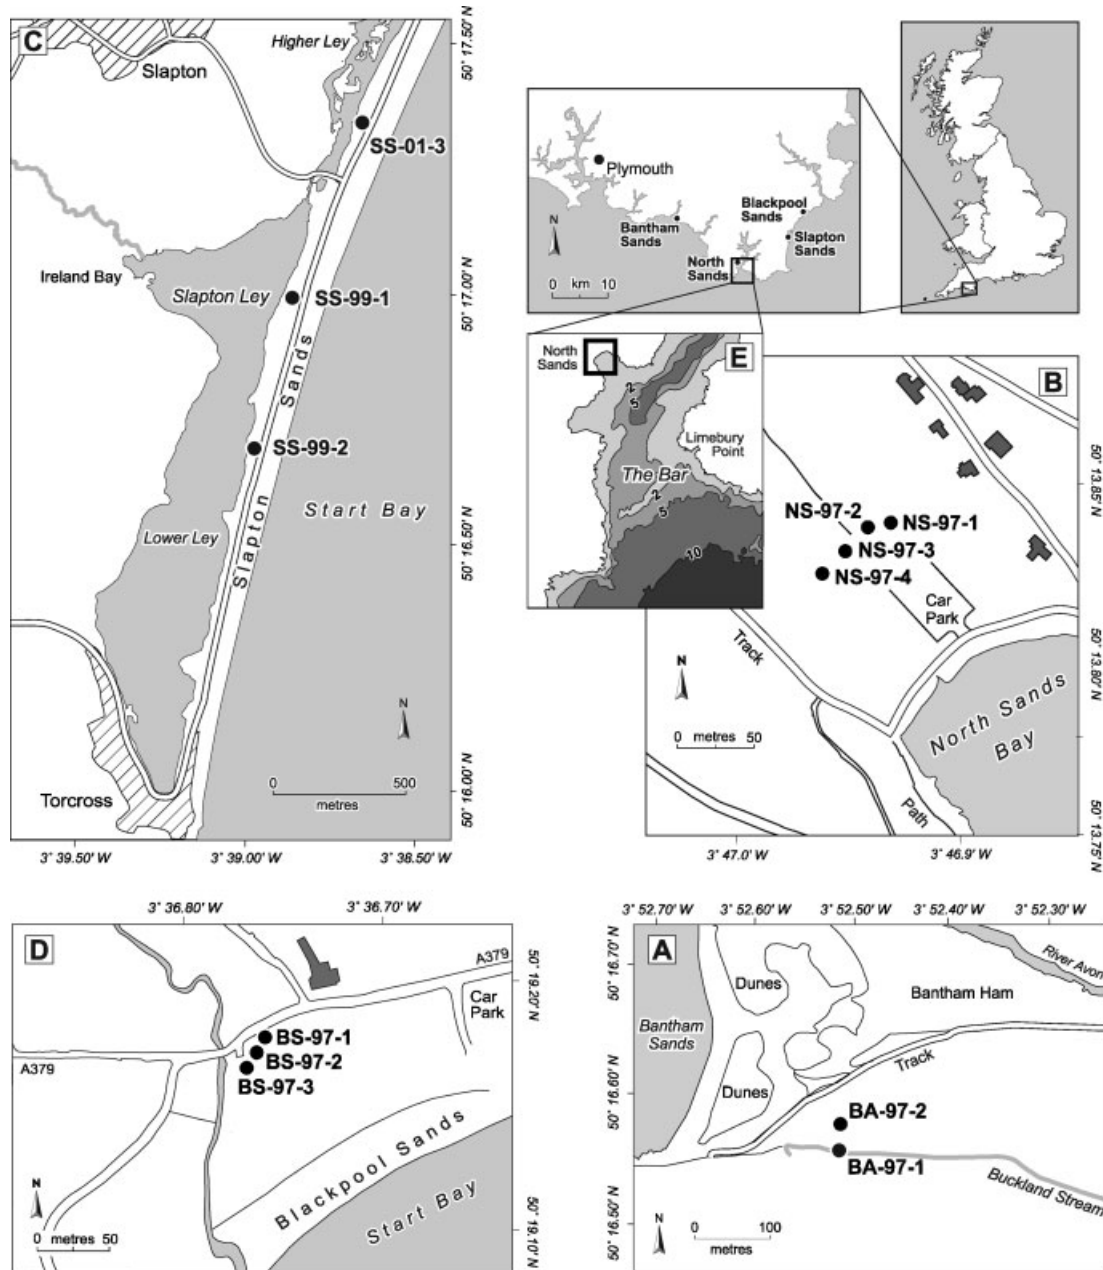 C
Higher Ley
Slapton
SS-01-3
Ireland Bay
Slapton Ley
SS-99-1
Sands
SS-99-2
Slapton
Start Bay
Lower Ley
N
0 500
metres
Torcross
50° 17.50' N
50° 17.00' N
50° 16.50' N
50° 16.00' N
3° 39.50' W
3° 39.00' W
3° 38.50' W
Plymouth
Blackpool
Sands
Bantham
Sands
Slapton
Sands
North
Sands
N
0 km 10
North
Sands
E
2
5
Limebury
Point
The Bar
2
5
10
B
NS-97-2
NS-97-1
NS-97-3
NS-97-4
Car
Park
Track
N
0 metres 50
North Sands
Bay
Path
50° 13.85' N
50° 13.80' N
50° 13.75' N
3° 47.0' W
3° 46.9' W
3° 36.80' W
3° 36.70' W
D
A379
Car
Park
BS-97-1
BS-97-2
BS-97-3
A379
Blackpool Sands
Start Bay
N
0 metres 50
50° 19.20' N
50° 19.10' N
3° 52.70' W
3° 52.60' W
3° 52.50' W
3° 52.40' W
3° 52.30' W
A
River Avon
Dunes
Bantham Ham
Bantham
Sands
Track
Dunes
BA-97-2
BA-97-1
Buckland Stream
N
0 100
metres
50° 16.70' N
50° 16.60' N
50° 16.50' N